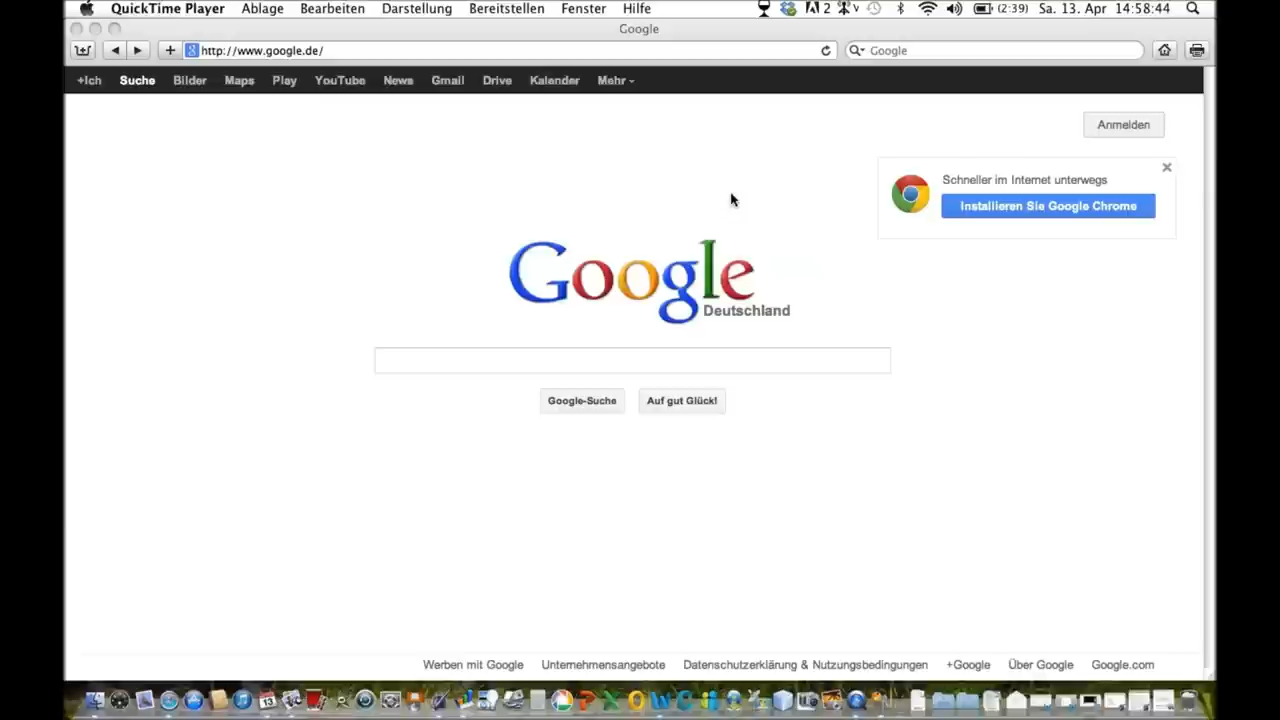 QuickTime Player Ablage Bearbeiten Darstellung Bereitstellen Fenster Hilfe 2 (2:39) Sa. 13. Apr 14:58:44
Google
http://www.google.de/ Google
+Ich Suche Bilder Maps Play YouTube News Gmail Drive Kalender Mehr
Anmelden
Schneller im Internet unterwegs
Installieren Sie Google Chrome
Google
Deutschland
Google-Suche Auf gut Glück!
Werben mit Google Unternehmensangebote Datenschutzerklärung & Nutzungsbedingungen +Google Über Google Google.com
13